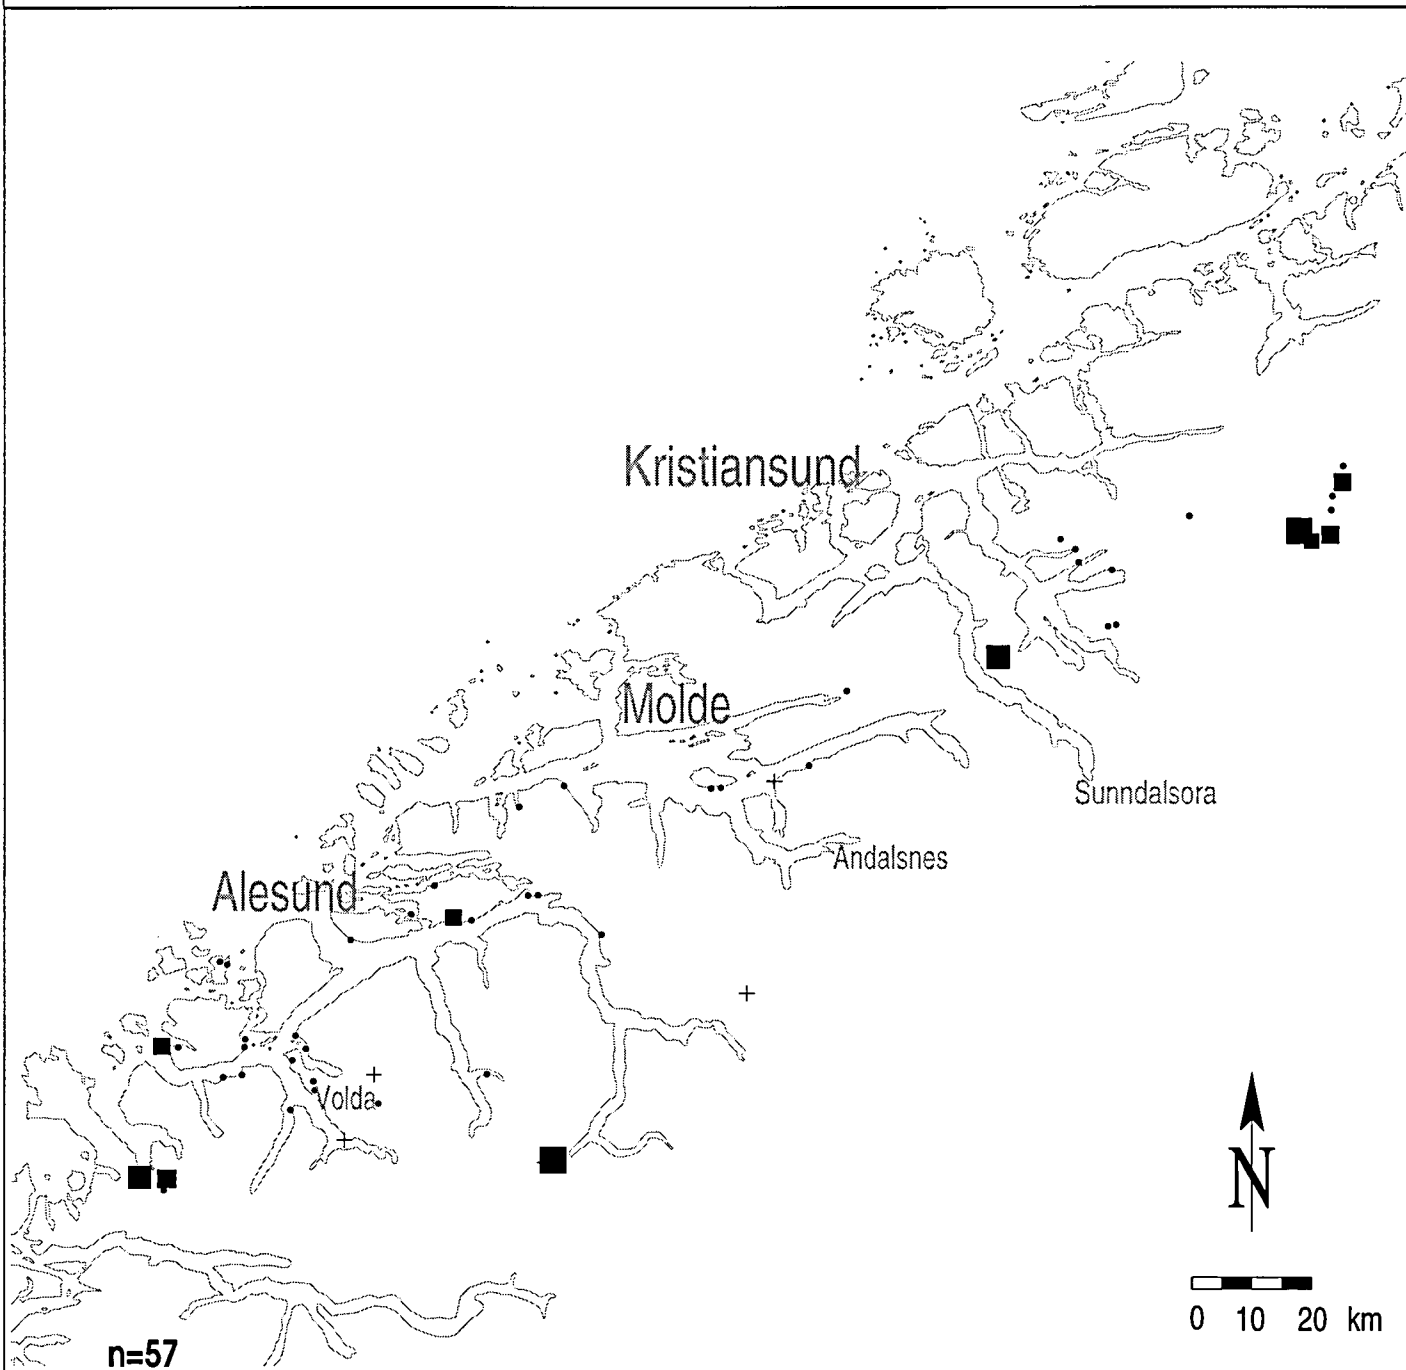 Kristiansund
Molde
Sunndalsora
Andalsnes
Alesund
Volda
N
0 10 20 km
n=57